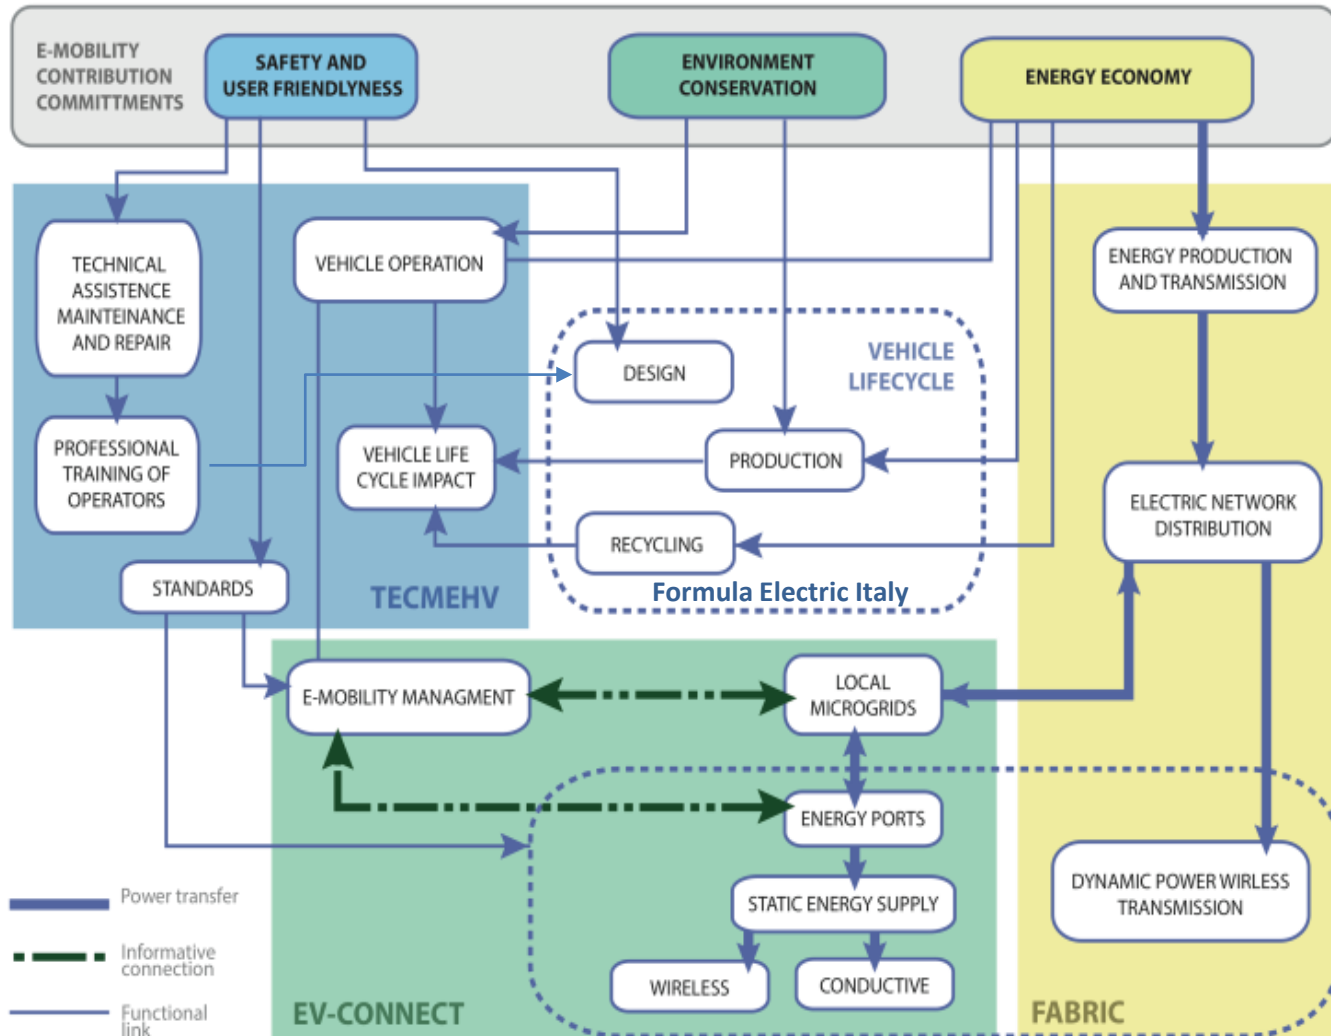 E-MOBILITY
CONTRIBUTION
COMMITTMENTS
SAFETY AND
USER FRIENDLYNESS
ENVIRONMENT
CONSERVATION
ENERGY ECONOMY
TECHNICAL
ASSISTENCE
MAINTEINANCE
AND REPAIR
VEHICLE OPERATION
ENERGY PRODUCTION
AND TRANSMISSION
VEHICLE
LIFECYCLE
DESIGN
PROFESSIONAL
TRAINING OF
OPERATORS
VEHICLE LIFE
CYCLE IMPACT
PRODUCTION
ELECTRIC NETWORK
DISTRIBUTION
RECYCLING
STANDARDS
TECMEHV
Formula Electric Italy
E-MOBILITY MANAGMENT
LOCAL
MICROGRIDS
ENERGY PORTS
STATIC ENERGY SUPPLY
DYNAMIC POWER WIRLESS
TRANSMISSION
WIRELESS
CONDUCTIVE
EV-CONNECT
FABRIC
Power transfer
Informative
connection
Functional
link